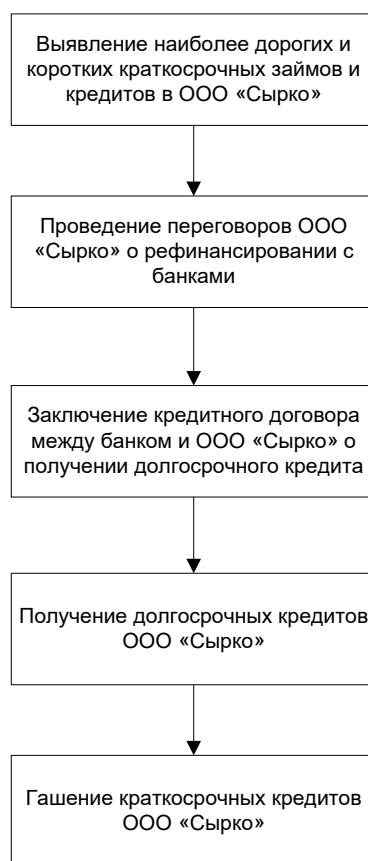 Выявление наиболее дорогих и
коротких краткосрочных займов и
кредитов в ООО «Сырко»
Проведение переговоров ООО
«Сырко» о рефинансировании с
банками
Заключение кредитного договора
между банком и ООО «Сырко» о
получении долгосрочного кредита
Получение долгосрочных кредитов
ООО «Сырко»
Гашение краткосрочных кредитов
ООО «Сырко»